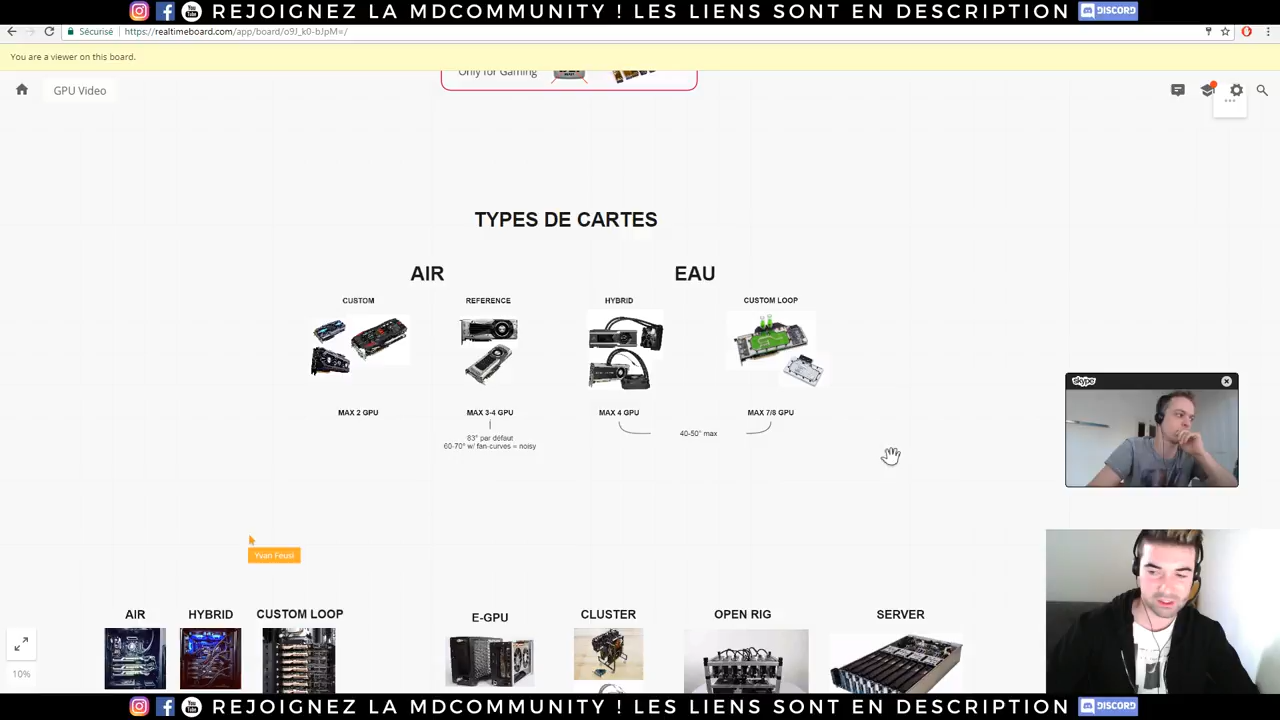 REJOIGNEZ LA MDCOMMUNITY ! LES LIENS SONT EN DESCRIPTION DISCORD
Sécurisé https://realtimeboard.com/app/board/o9J_k0-bJpM=/
You are a viewer on this board.
Only for Gaming
GPU Video
TYPES DE CARTES
AIR EAU
CUSTOM REFERENCE HYBRID CUSTOM LOOP
MAX 2 GPU MAX 3-4 GPU MAX 4 GPU MAX 7/8 GPU
40-50° max
83° par défaut
60-70° w/ fan-curves = noisy
skype
Yvan Feusi
AIR HYBRID CUSTOM LOOP E-GPU CLUSTER OPEN RIG SERVER
10%
REJOIGNEZ LA MDCOMMUNITY ! LES LIENS SONT EN DESCRIPTION DISCORD